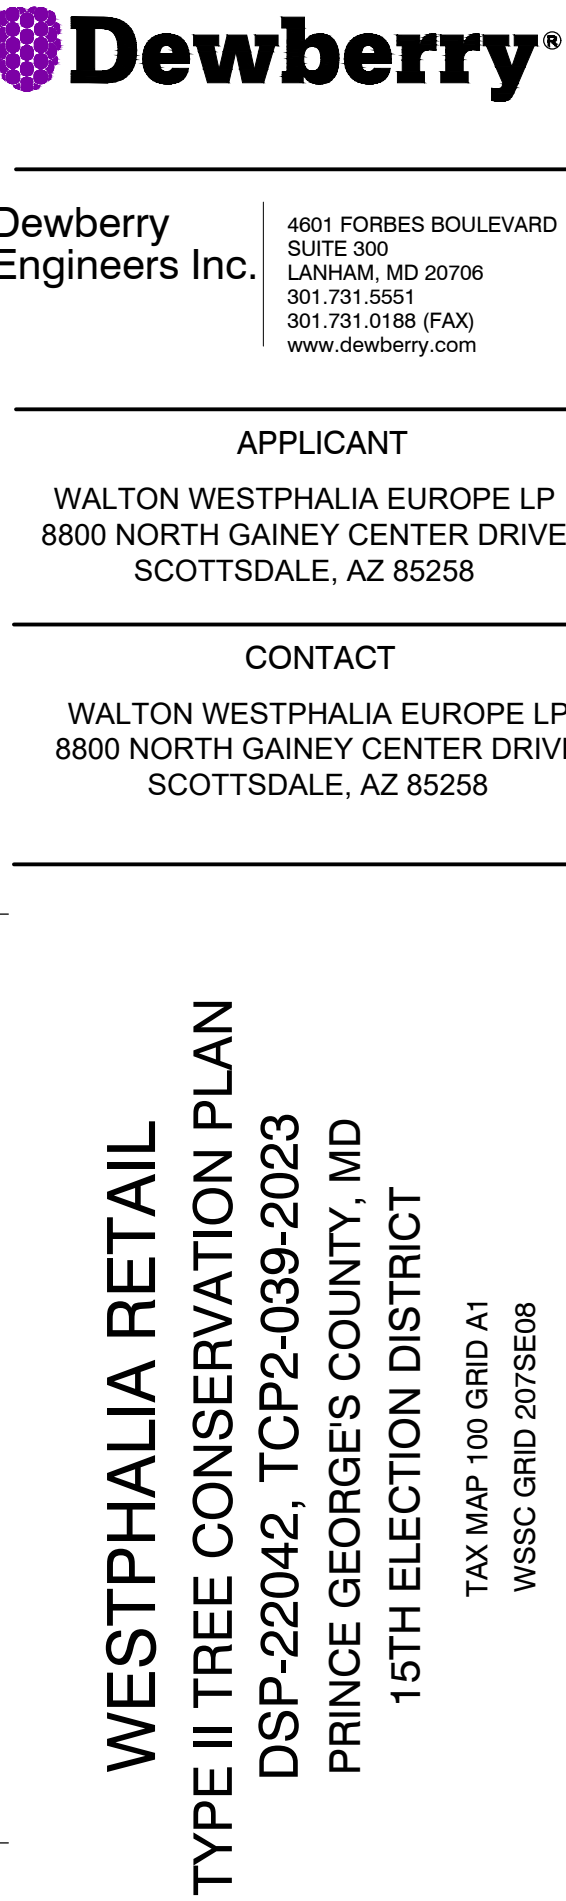 Dewberry®
Dewberry
Engineers Inc.
4601 FORBES BOULEVARD
SUITE 300
LANHAM, MD 20706
301.731.5551
301.731.0188 (FAX)
www.dewberry.com
APPLICANT
WALTON WESTPHALIA EUROPE LP
8800 NORTH GAINEY CENTER DRIVE
SCOTTSDALE, AZ 85258
CONTACT
WALTON WESTPHALIA EUROPE LP
8800 NORTH GAINEY CENTER DRIVE
SCOTTSDALE, AZ 85258
WESTPHALIA RETAIL
TYPE II TREE CONSERVATION PLAN
DSP-22042, TCP2-039-2023
PRINCE GEORGE'S COUNTY, MD
15TH ELECTION DISTRICT
TAX MAP 100 GRID A1
WSSC GRID 207SE08